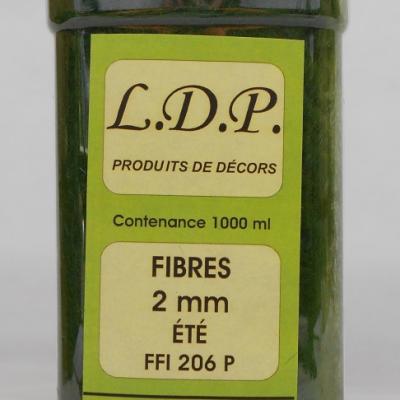 L.D.P.
PRODUITS DE DÉCORS
Contenance 1000 ml
FIBRES
2 mm
ÉTÉ
FFI 206 P